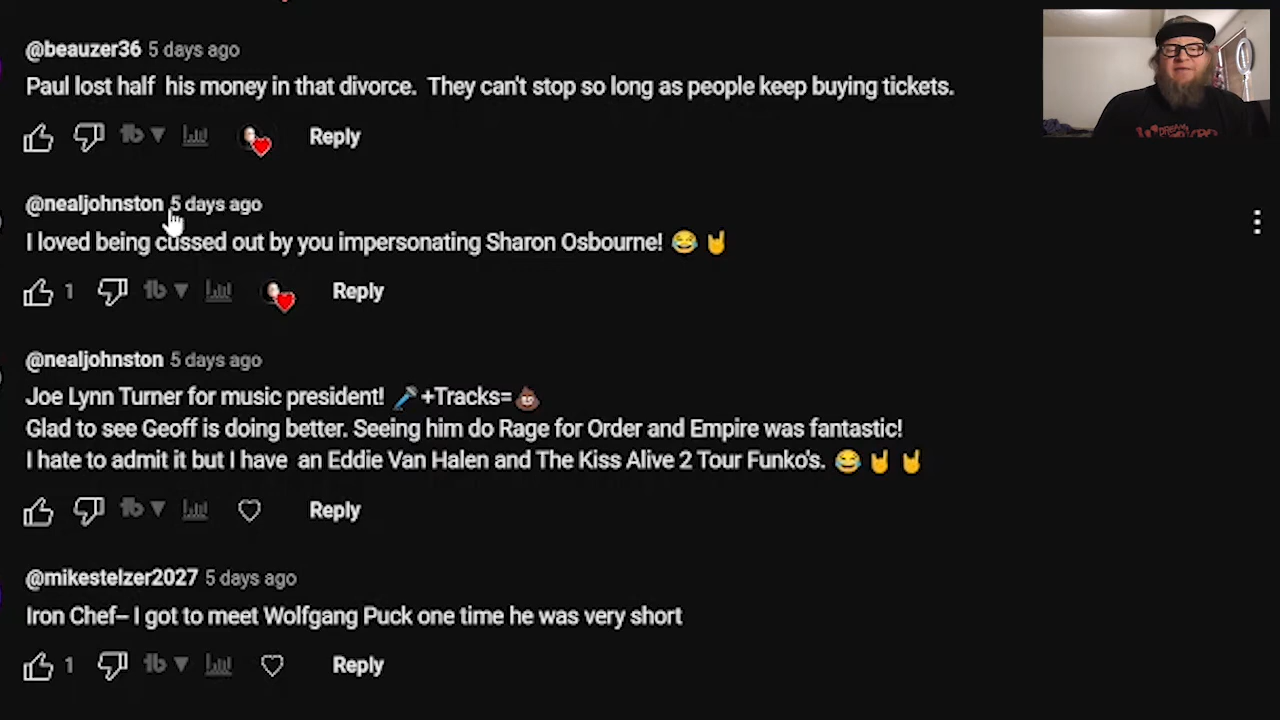 @beauzer36 5 days ago
Paul lost half his money in that divorce. They can't stop so long as people keep buying tickets.
Reply
@nealjohnston 5 days ago
I loved being cussed out by you impersonating Sharon Osbourne! 😂 🤘
1 Reply
@nealjohnston 5 days ago
Joe Lynn Turner for music president! 🎤+Tracks=💩
Glad to see Geoff is doing better. Seeing him do Rage for Order and Empire was fantastic!
I hate to admit it but I have an Eddie Van Halen and The Kiss Alive 2 Tour Funko's. 😂 🤘 🤘
Reply
@mikestelzer2027 5 days ago
Iron Chef– I got to meet Wolfgang Puck one time he was very short
1 Reply